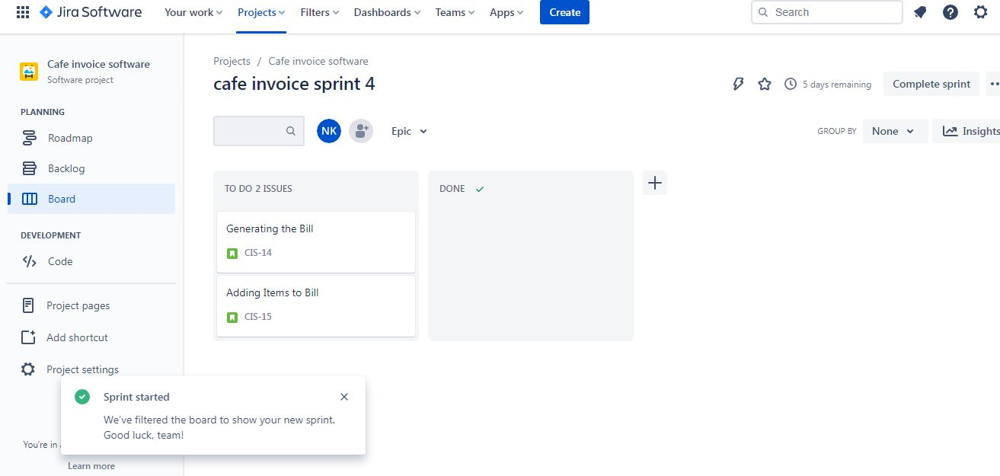 Jira Software Your work Projects Filters Dashboards Teams Apps Create Search
Cafe invoice software
Software project
PLANNING
Roadmap
Backlog
Board
DEVELOPMENT
Code
Project pages
Add shortcut
Project settings
You're in
Learn more
Projects / Cafe invoice software
cafe invoice sprint 4
5 days remaining Complete sprint
NK Epic GROUP BY None Insights
TO DO 2 ISSUES
Generating the Bill
CIS-14
Adding Items to Bill
CIS-15
DONE
Sprint started
We've filtered the board to show your new sprint.
Good luck, team!